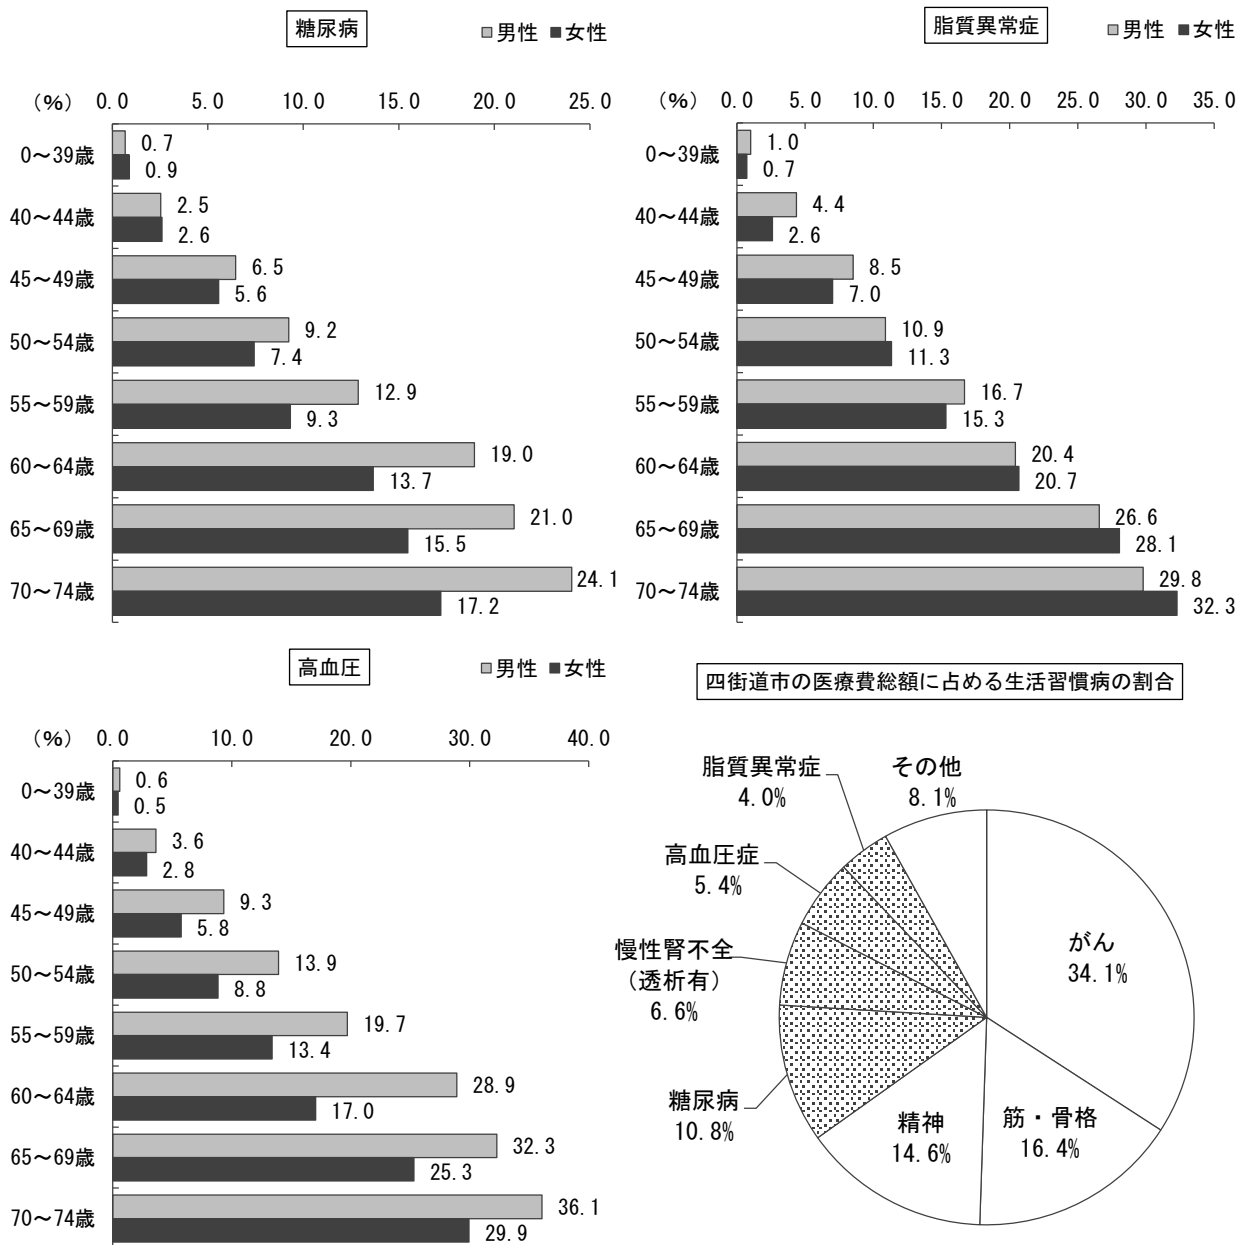 糖尿病
男性 女性
(%) 0.0 5.0 10.0 15.0 20.0 25.0
0～39歳 0.7
0.9
40～44歳 2.5
2.6
45～49歳 6.5
5.6
50～54歳 9.2
7.4
55～59歳 12.9
9.3
60～64歳 19.0
13.7
65～69歳 21.0
15.5
70～74歳 24.1
17.2
脂質異常症
男性 女性
(%) 0.0 5.0 10.0 15.0 20.0 25.0 30.0 35.0
0～39歳 1.0
0.7
40～44歳 4.4
2.6
45～49歳 8.5
7.0
50～54歳 10.9
11.3
55～59歳 16.7
15.3
60～64歳 20.4
20.7
65～69歳 26.6
28.1
70～74歳 29.8
32.3
高血圧
男性 女性
(%) 0.0 10.0 20.0 30.0 40.0
0～39歳 0.6
0.5
40～44歳 3.6
2.8
45～49歳 9.3
5.8
50～54歳 13.9
8.8
55～59歳 19.7
13.4
60～64歳 28.9
17.0
65～69歳 32.3
25.3
70～74歳 36.1
29.9
四街道市の医療費総額に占める生活習慣病の割合
脂質異常症
4.0%
その他
8.1%
高血圧症
5.4%
慢性腎不全
（透析有）
6.6%
糖尿病
10.8%
精神
14.6%
筋・骨格
16.4%
がん
34.1%